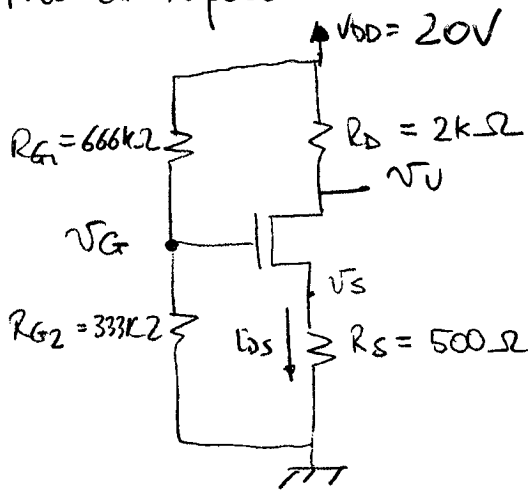 VDD = 20V
RG1 = 666kΩ
RD = 2kΩ
VU
VG
VS
RG2 = 333kΩ
iDS
RS = 500Ω